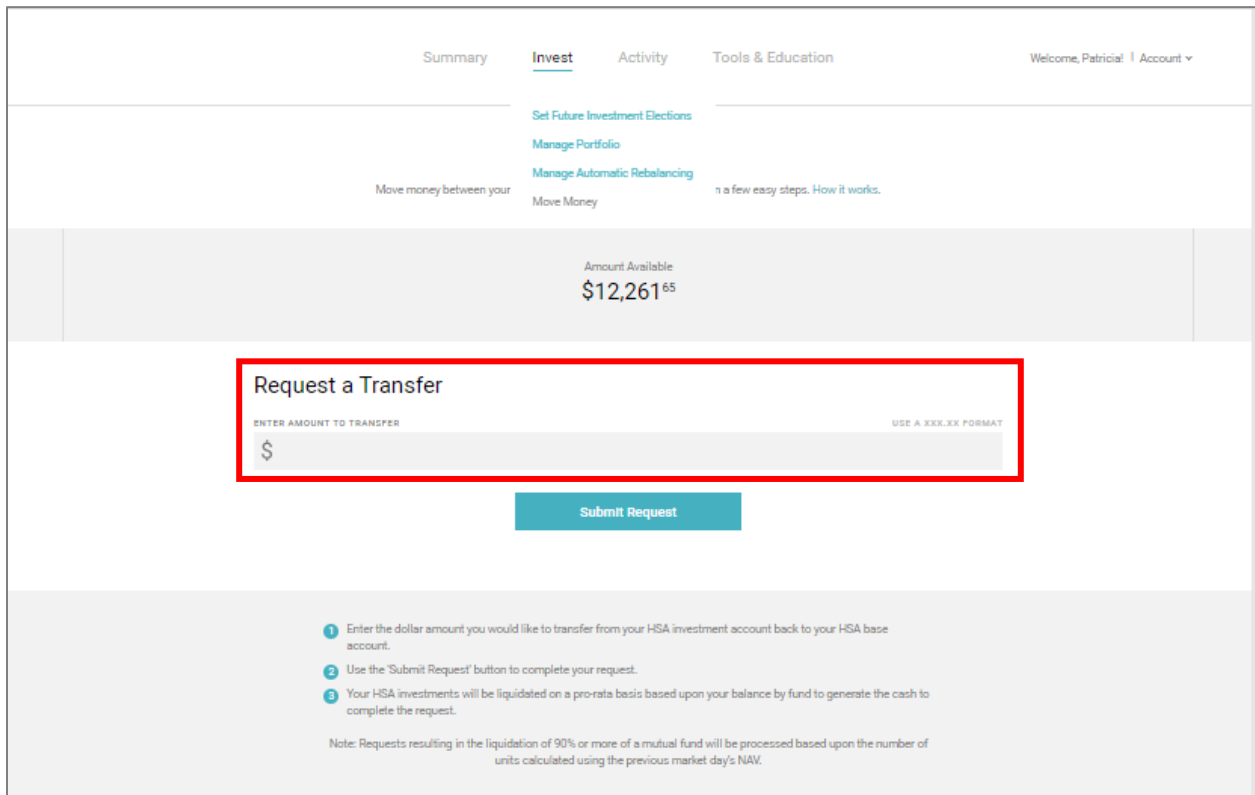 Summary Invest Activity Tools & Education Welcome, Patricia! | Account
Set Future Investment Elections
Manage Portfolio
Manage Automatic Rebalancing
Move money between your n a few easy steps. How it works.
Move Money
Amount Available
$12,261 65
Request a Transfer
ENTER AMOUNT TO TRANSFER USE A XXX.XX FORMAT
$
Submit Request
1 Enter the dollar amount you would like to transfer from your HSA investment account back to your HSA base
account.
2 Use the 'Submit Request' button to complete your request.
3 Your HSA investments will be liquidated on a pro-rata basis based upon your balance by fund to generate the cash to
complete the request.
Note: Requests resulting in the liquidation of 90% or more of a mutual fund will be processed based upon the number of
units calculated using the previous market day's NAV.